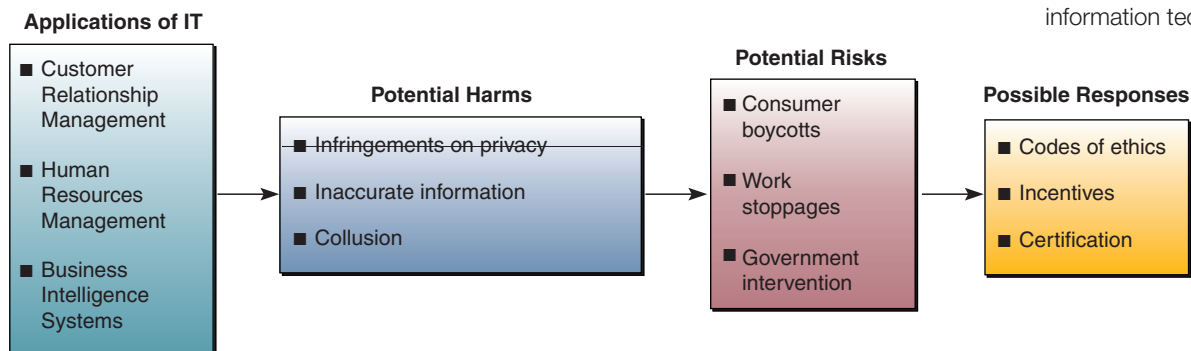 information tec
Applications of IT
■ Customer
Relationship
Management
■ Human
Resources
Management
■ Business
Intelligence
Systems
Potential Harms
■ Infringements on privacy
■ Inaccurate information
■ Collusion
Potential Risks
■ Consumer
boycotts
■ Work
stoppages
■ Government
intervention
Possible Responses
■ Codes of ethics
■ Incentives
■ Certification